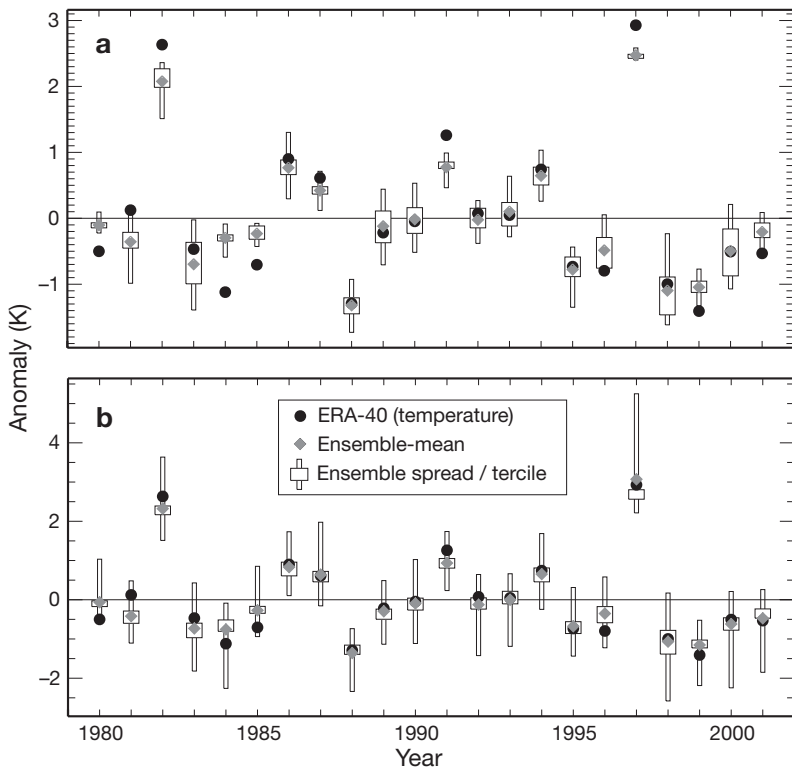 a
3
2
1
0
−1
Anomaly (K)
b
ERA-40 (temperature)
Ensemble-mean
Ensemble spread / tercile
4
2
0
−2
1980
1985
1990
1995
2000
Year